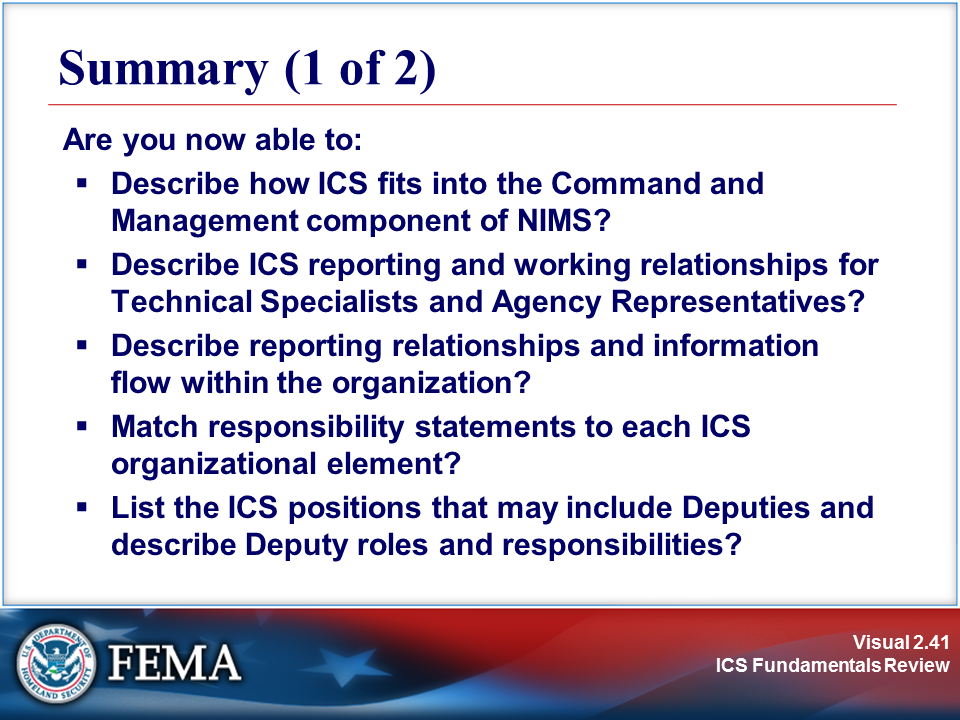 Summary (1 of 2)
Are you now able to:
▪ Describe how ICS fits into the Command and
Management component of NIMS?
▪ Describe ICS reporting and working relationships for
Technical Specialists and Agency Representatives?
▪ Describe reporting relationships and information
flow within the organization?
▪ Match responsibility statements to each ICS
organizational element?
▪ List the ICS positions that may include Deputies and
describe Deputy roles and responsibilities?
U.S. DEPARTMENT OF
HOMELAND SECURITY
FEMA
Visual 2.41
ICS Fundamentals Review